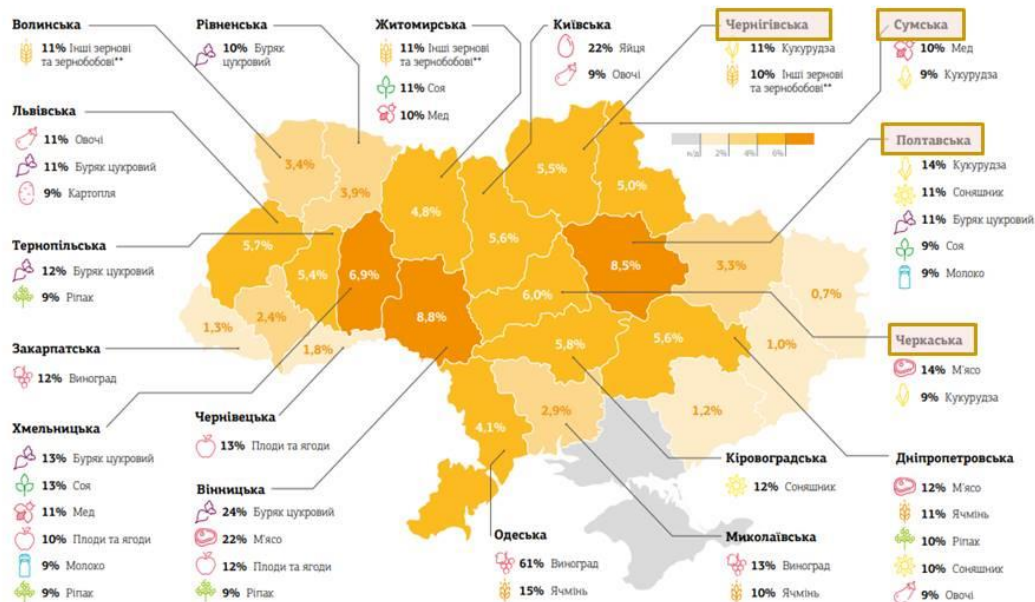 Волинська
11% Інші зернові
та зернобобові**
Рівненська
10% Буряк
цукровий
Житомирська
11% Інші зернові
та зернобобові**
11% Соя
10% Мед
Київська
22% Яйця
9% Овочі
Чернігівська
11% Кукурудза
10% Інші зернові
та зернобобові**
Сумська
10% Мед
9% Кукурудза
Львівська
11% Овочі
11% Буряк цукровий
9% Картопля
н/д 2% 4% 6%
Полтавська
14% Кукурудза
11% Соняшник
11% Буряк цукровий
9% Соя
9% Молоко
Тернопільська
12% Буряк цукровий
9% Ріпак
3,4%
3,9%
4,8%
5,5%
5,0%
5,7%
5,4%
6,9%
5,6%
8,5%
3,3%
0,7%
1,3%
2,4%
1,8%
8,8%
6,0%
5,8%
5,6%
1,0%
4,1%
2,9%
1,2%
Закарпатська
12% Виноград
Черкаська
14% М'ясо
9% Кукурудза
Хмельницька
13% Буряк цукровий
13% Соя
11% Мед
10% Плоди та ягоди
9% Молоко
9% Ріпак
Чернівецька
13% Плоди та ягоди
Вінницька
24% Буряк цукровий
22% М'ясо
12% Плоди та ягоди
9% Ріпак
Одеська
61% Виноград
15% Ячмінь
Миколаївська
13% Виноград
10% Ячмінь
Кіровоградська
12% Соняшник
Дніпропетровська
12% М'ясо
11% Ячмінь
10% Ріпак
10% Соняшник
9% Овочі